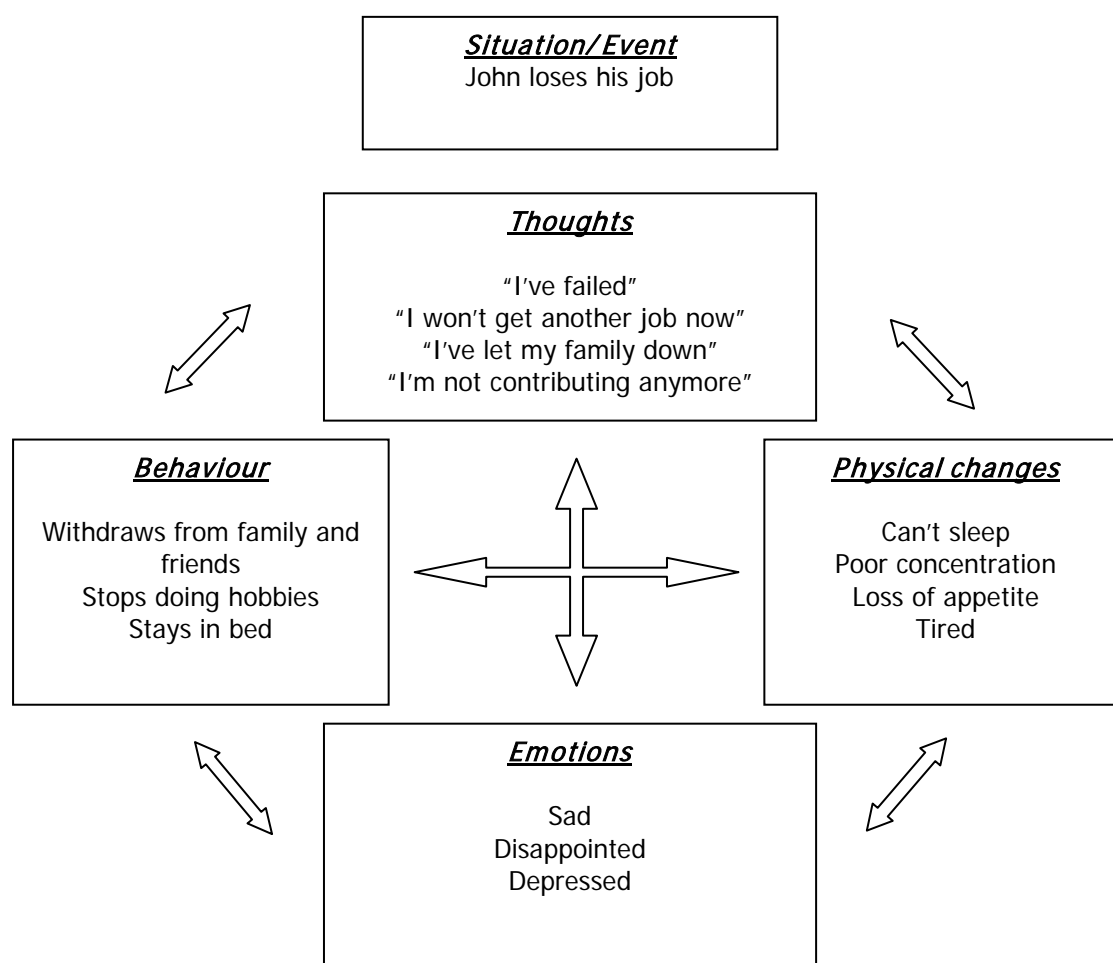 Situation/Event
John loses his job
Thoughts
“I’ve failed”
“I won’t get another job now”
“I’ve let my family down”
“I’m not contributing anymore”
Behaviour
Withdraws from family and
friends
Stops doing hobbies
Stays in bed
Physical changes
Can’t sleep
Poor concentration
Loss of appetite
Tired
Emotions
Sad
Disappointed
Depressed